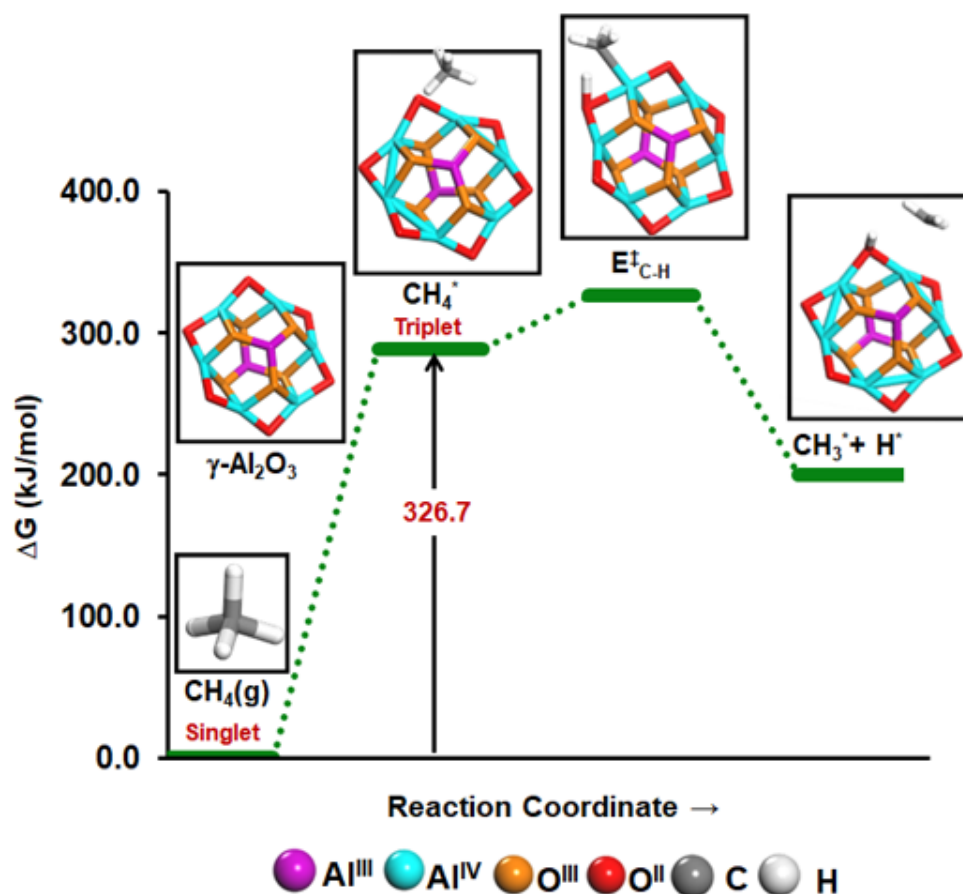 400.0
300.0
200.0
100.0
0.0
ΔG (kJ/mol)
γ-Al₂O₃
CH₄(g)
Singlet
CH₄*
Triplet
326.7
E‡C-H
CH₃*+ H*
Reaction Coordinate →
Alᴵᴵᴵ Alᴵⱽ Oᴵᴵᴵ Oᴵᴵ C H